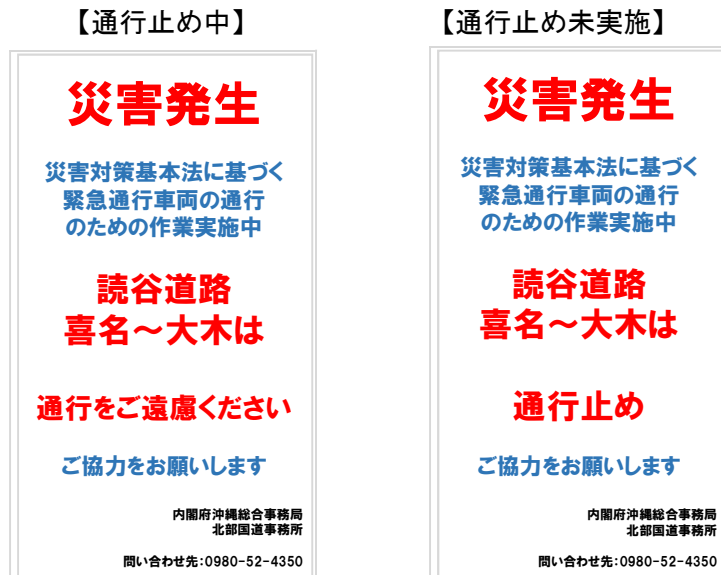 【通行止め中】
災害発生
災害対策基本法に基づく
緊急通行車両の通行
のための作業実施中
読谷道路
喜名～大木は
通行をご遠慮ください
ご協力をお願いします
内閣府沖縄総合事務局
北部国道事務所
問い合わせ先:0980-52-4350
【通行止め未実施】
災害発生
災害対策基本法に基づく
緊急通行車両の通行
のための作業実施中
読谷道路
喜名～大木は
通行止め
ご協力をお願いします
内閣府沖縄総合事務局
北部国道事務所
問い合わせ先:0980-52-4350